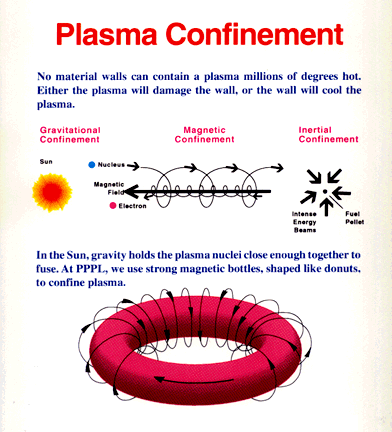 Plasma Confinement
No material walls can contain a plasma millions of degrees hot.
Either the plasma will damage the wall, or the wall will cool the
plasma.
Gravitational
Confinement
Magnetic
Confinement
Inertial
Confinement
Sun
Nucleus
Magnetic
Field
Electron
Intense
Energy
Beams
Fuel
Pellet
In the Sun, gravity holds the plasma nuclei close enough together to
fuse. At PPPL, we use strong magnetic bottles, shaped like donuts,
to confine plasma.